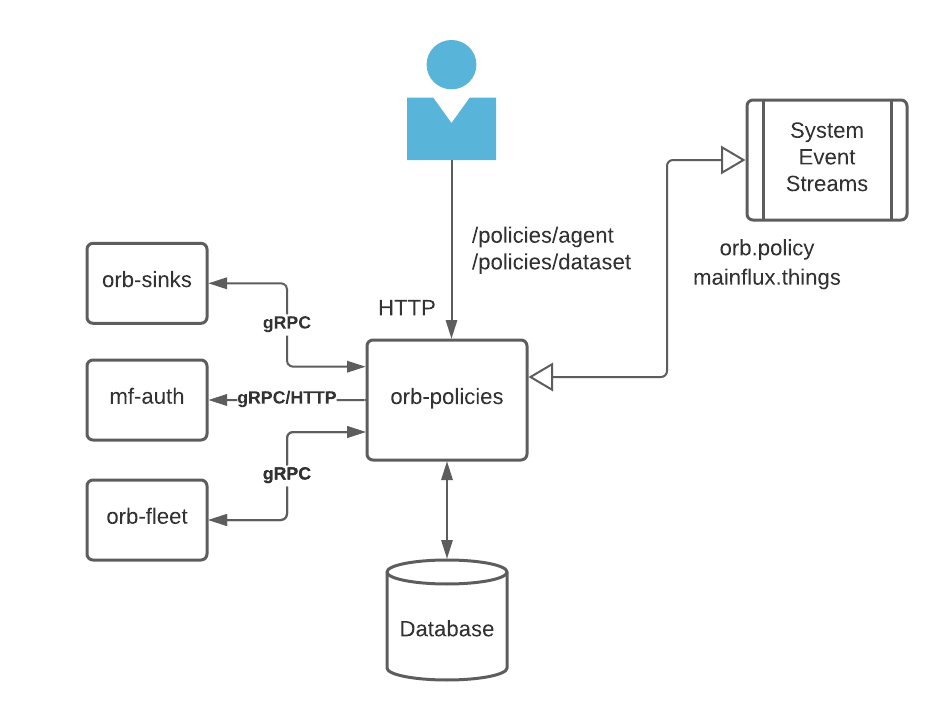 System
Event
Streams
/policies/agent
/policies/dataset
orb.policy
mainflux.things
HTTP
orb-sinks
gRPC
mf-auth
gRPC/HTTP
orb-policies
gRPC
orb-fleet
Database